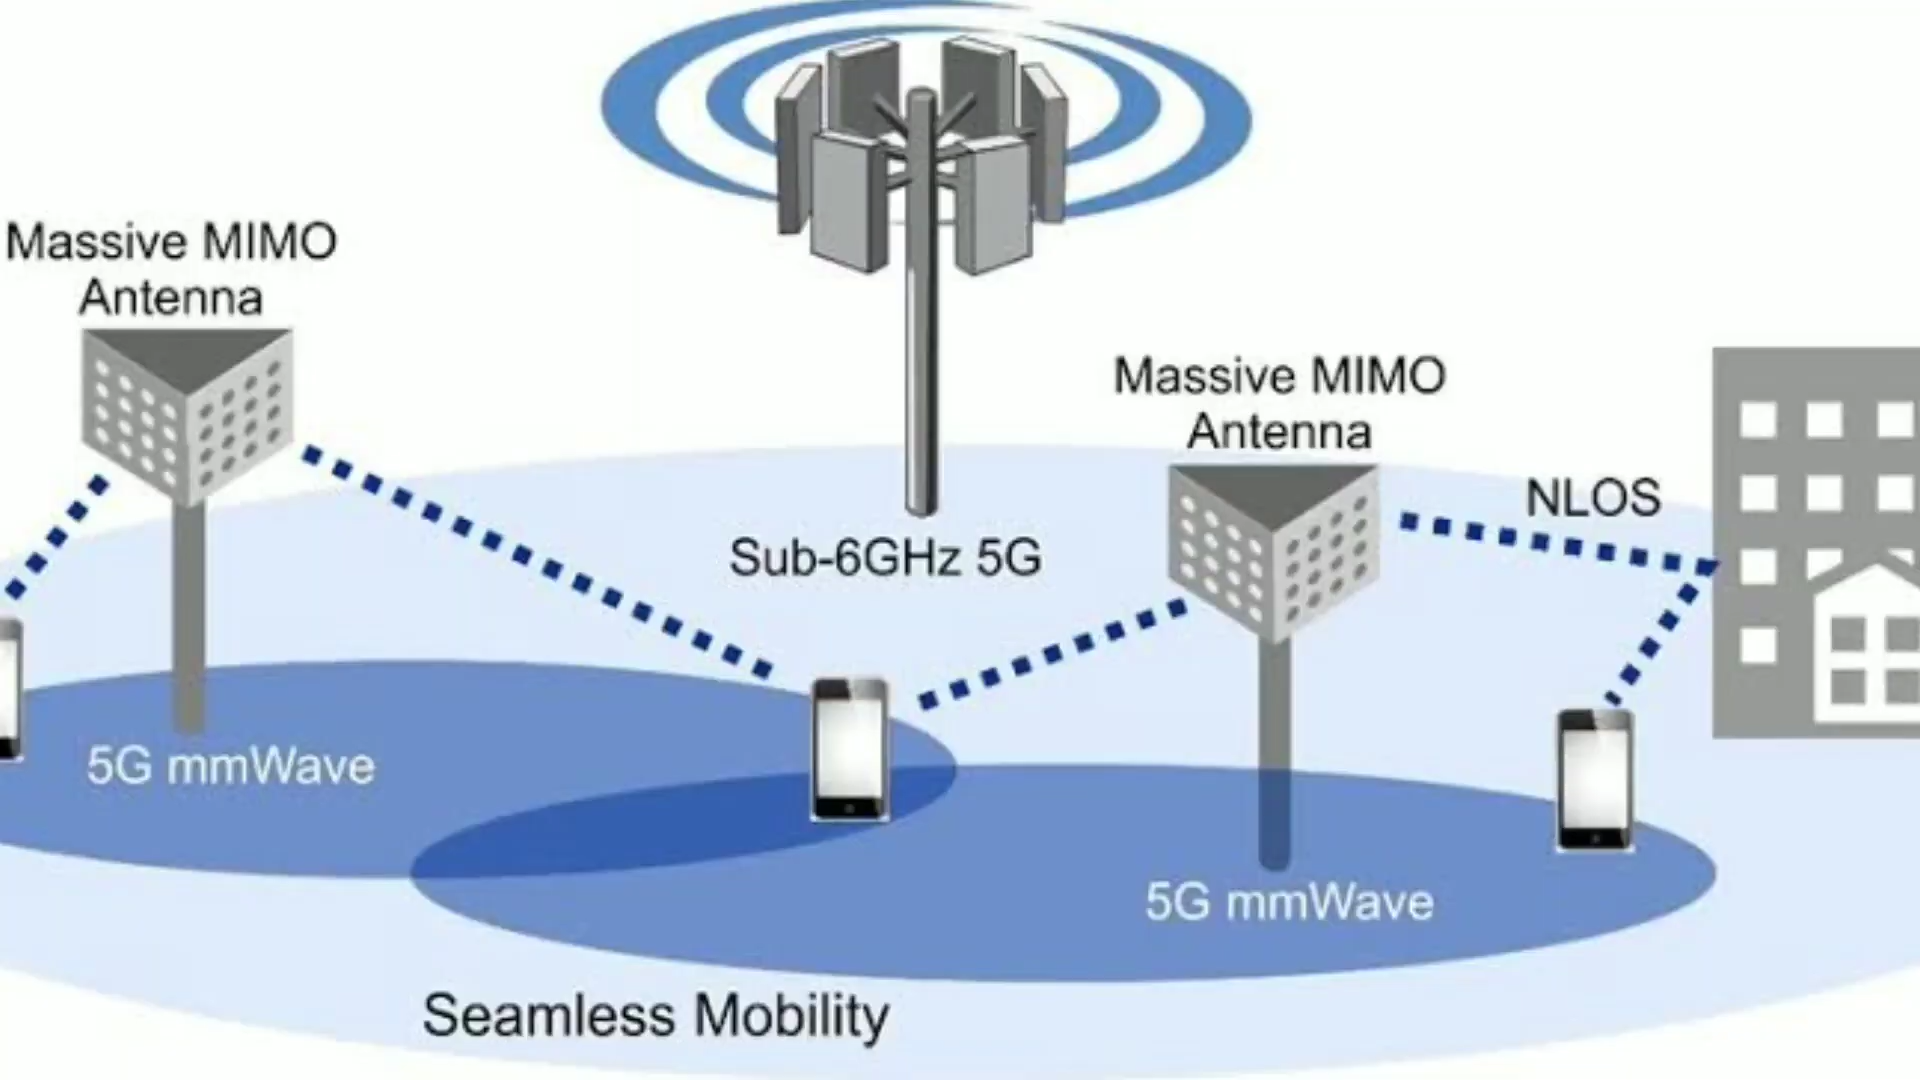 Massive MIMO
Antenna
Massive MIMO
Antenna
NLOS
Sub-6GHz 5G
5G mmWave
5G mmWave
Seamless Mobility